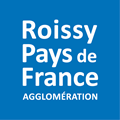 Roissy
Pays de
France
AGGLOMÉRATION